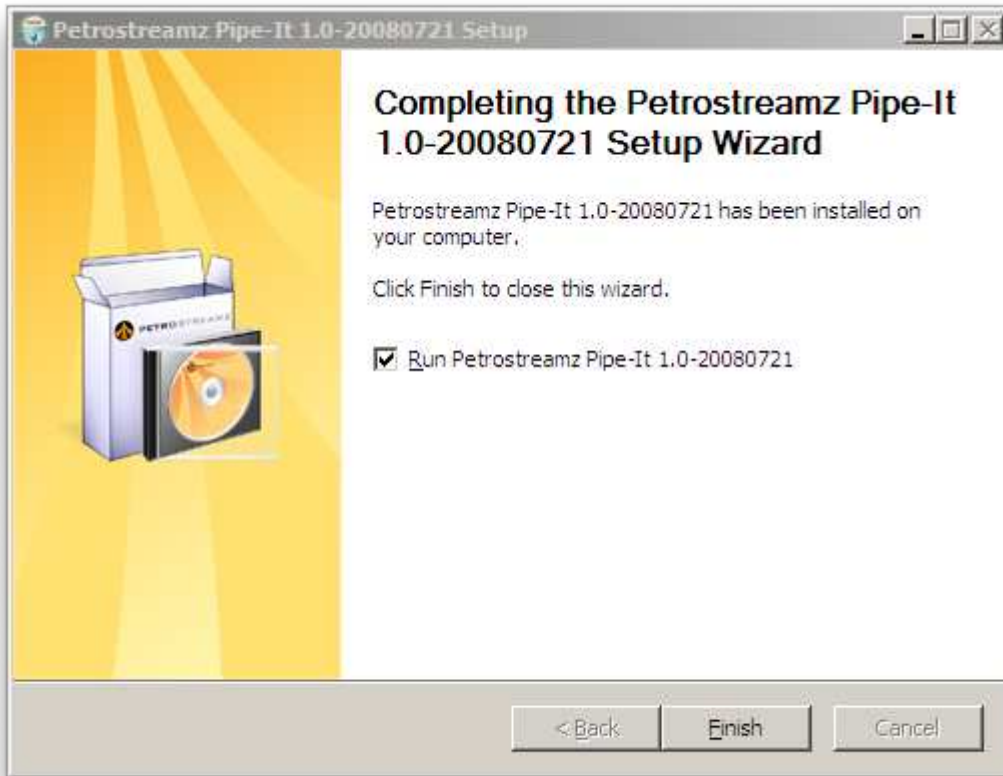 Petrostreamz Pipe-It 1.0-20080721 Setup
Completing the Petrostreamz Pipe-It
1.0-20080721 Setup Wizard
Petrostreamz Pipe-It 1.0-20080721 has been installed on
your computer.
Click Finish to close this wizard.
PETROSTREAMZ
Run Petrostreamz Pipe-It 1.0-20080721
< Back
Finish
Cancel